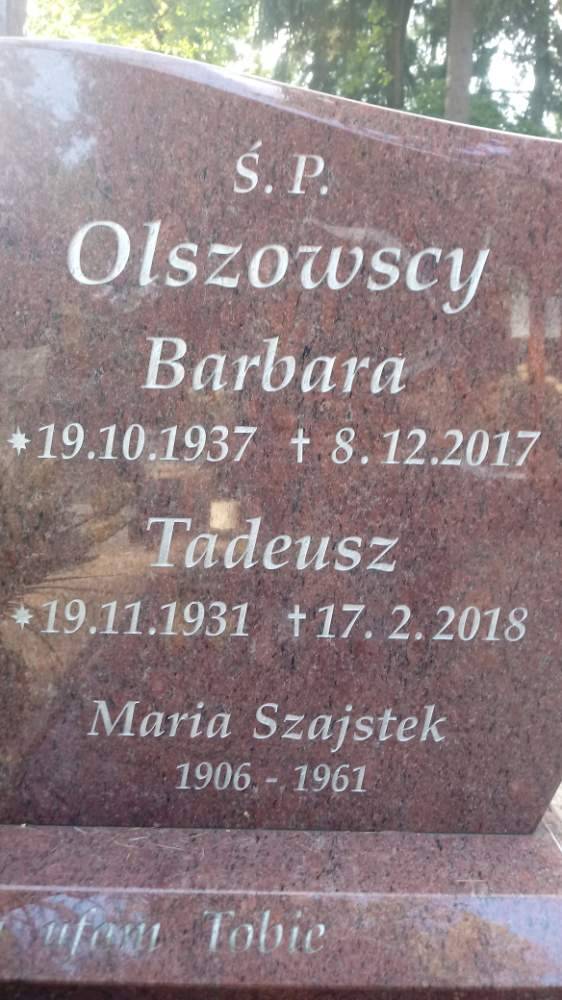 Ś. P.
Olszowscy
Barbara
* 19.10.1937 † 8.12.2017
Tadeusz
* 19.11.1931 † 17.2.2018
Maria Szajstek
1906 - 1961
ufam Tobie